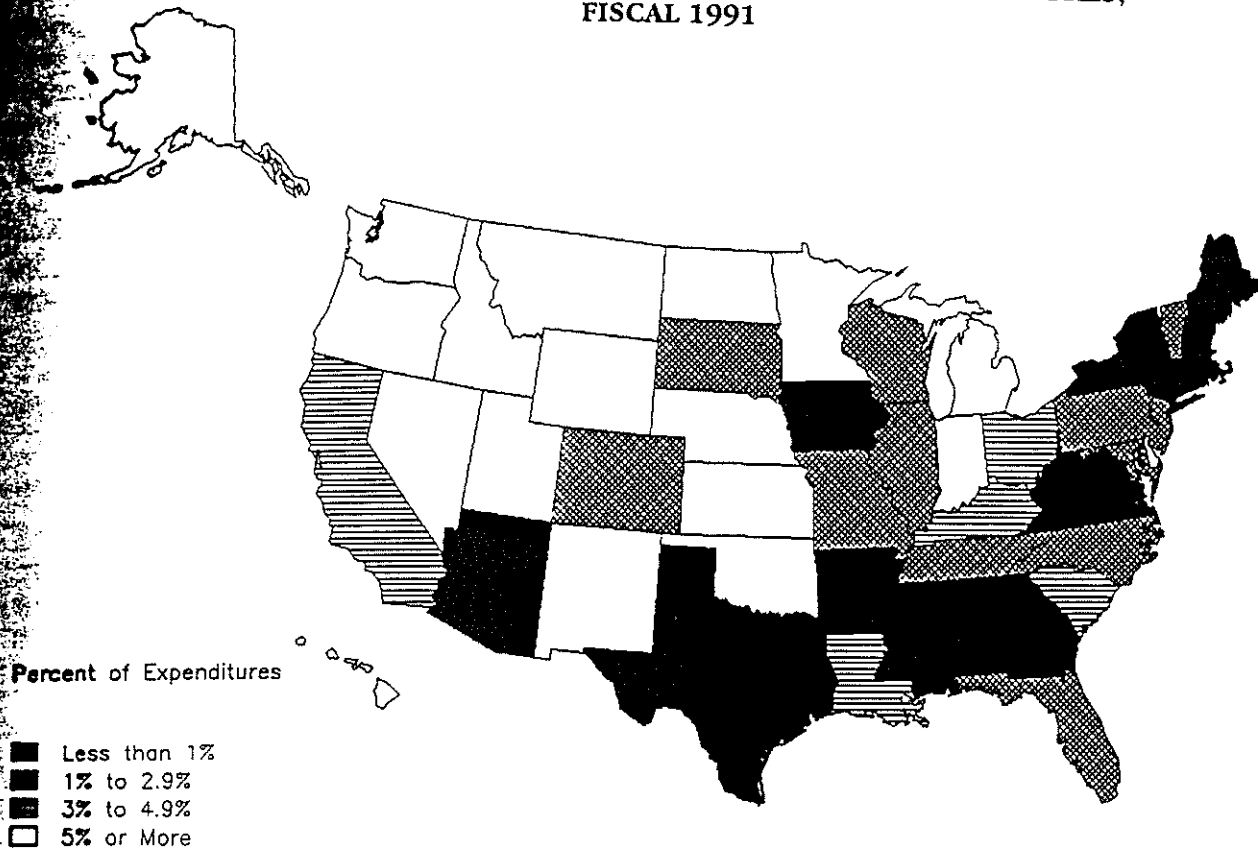 FISCAL 1991
Percent of Expenditures
Less than 1%
1% to 2.9%
3% to 4.9%
5% or More